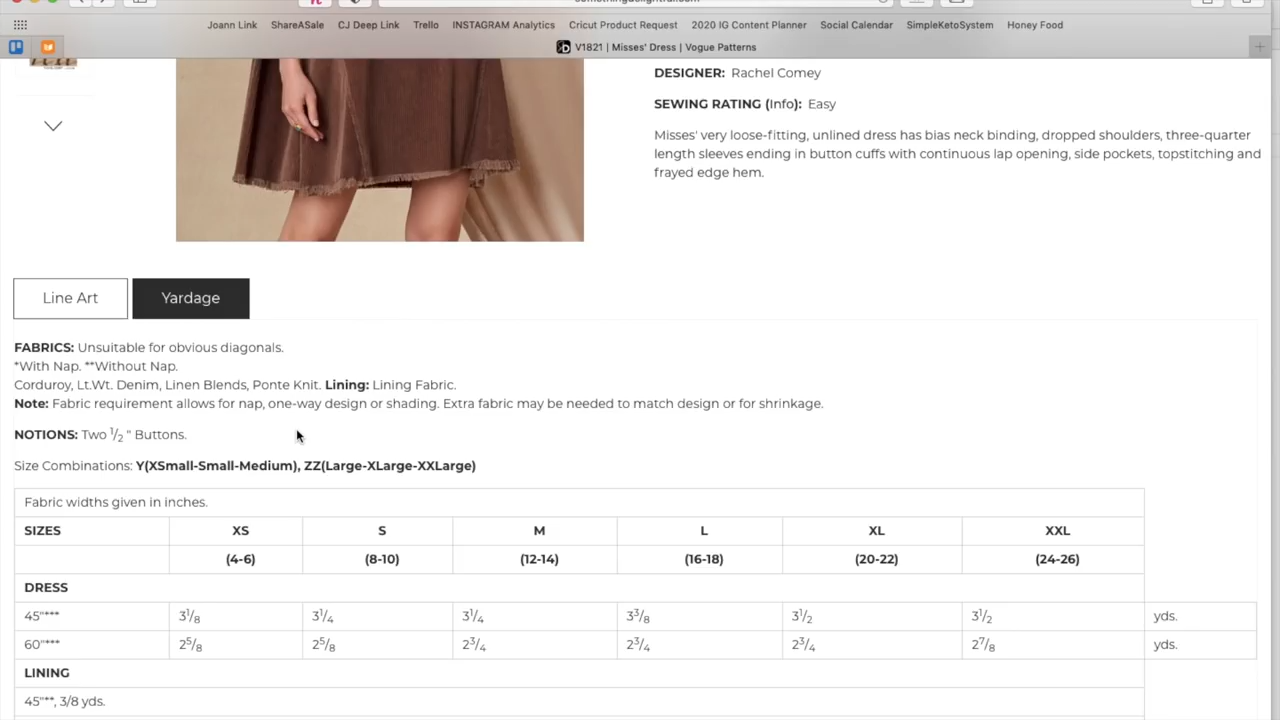 Joann Link ShareASale CJ Deep Link Trello INSTAGRAM Analytics Cricut Product Request 2020 IG Content Planner Social Calendar SimpleKetoSystem Honey Food
V1821 | Misses' Dress | Vogue Patterns
DESIGNER: Rachel Comey
SEWING RATING (Info): Easy
Misses' very loose-fitting, unlined dress has bias neck binding, dropped shoulders, three-quarter
length sleeves ending in button cuffs with continuous lap opening, side pockets, topstitching and
frayed edge hem.
Line Art Yardage
FABRICS: Unsuitable for obvious diagonals.
*With Nap. **Without Nap.
Corduroy, Lt.Wt. Denim, Linen Blends, Ponte Knit. Lining: Lining Fabric.
Note: Fabric requirement allows for nap, one-way design or shading. Extra fabric may be needed to match design or for shrinkage.
NOTIONS: Two 1/2 " Buttons.
Size Combinations: Y(XSmall-Small-Medium), ZZ(Large-XLarge-XXLarge)
Fabric widths given in inches.
SIZES XS S M L XL XXL
(4-6) (8-10) (12-14) (16-18) (20-22) (24-26)
DRESS
45"*** 3 1/8 3 1/4 3 1/4 3 3/8 3 1/2 3 1/2 yds.
60"*** 2 5/8 2 5/8 2 3/4 2 3/4 2 3/4 2 7/8 yds.
LINING
45"**, 3/8 yds.